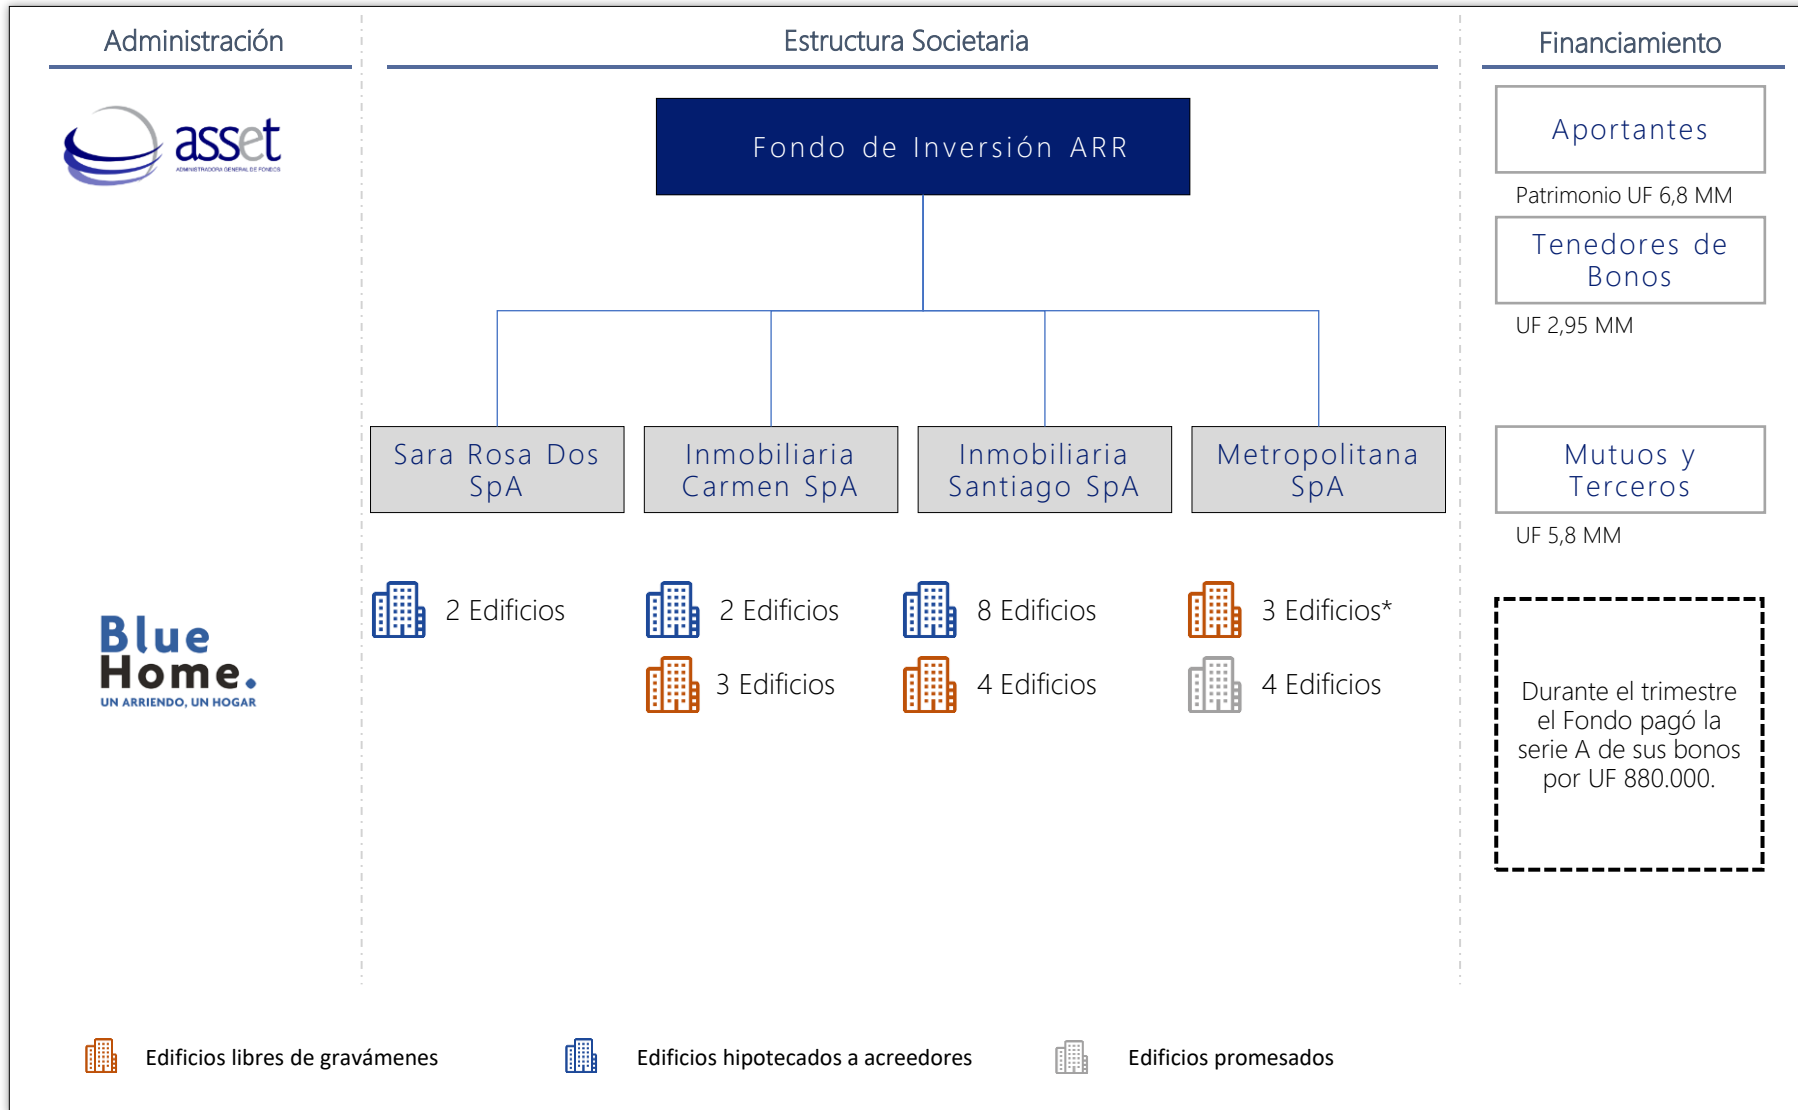 Administración
Estructura Societaria
Financiamiento
asset
ADMINISTRADORA GENERAL DE FONDOS
Fondo de Inversión ARR
Aportantes
Patrimonio UF 6,8 MM
Tenedores de
Bonos
UF 2,95 MM
Sara Rosa Dos
SpA
Inmobiliaria
Carmen SpA
Inmobiliaria
Santiago SpA
Metropolitana
SpA
Mutuos y
Terceros
UF 5,8 MM
2 Edificios
2 Edificios
8 Edificios
3 Edificios*
3 Edificios
4 Edificios
4 Edificios
Blue
Home.
UN ARRIENDO, UN HOGAR
Durante el trimestre
el Fondo pagó la
serie A de sus bonos
por UF 880.000.
Edificios libres de gravámenes
Edificios hipotecados a acreedores
Edificios promesados